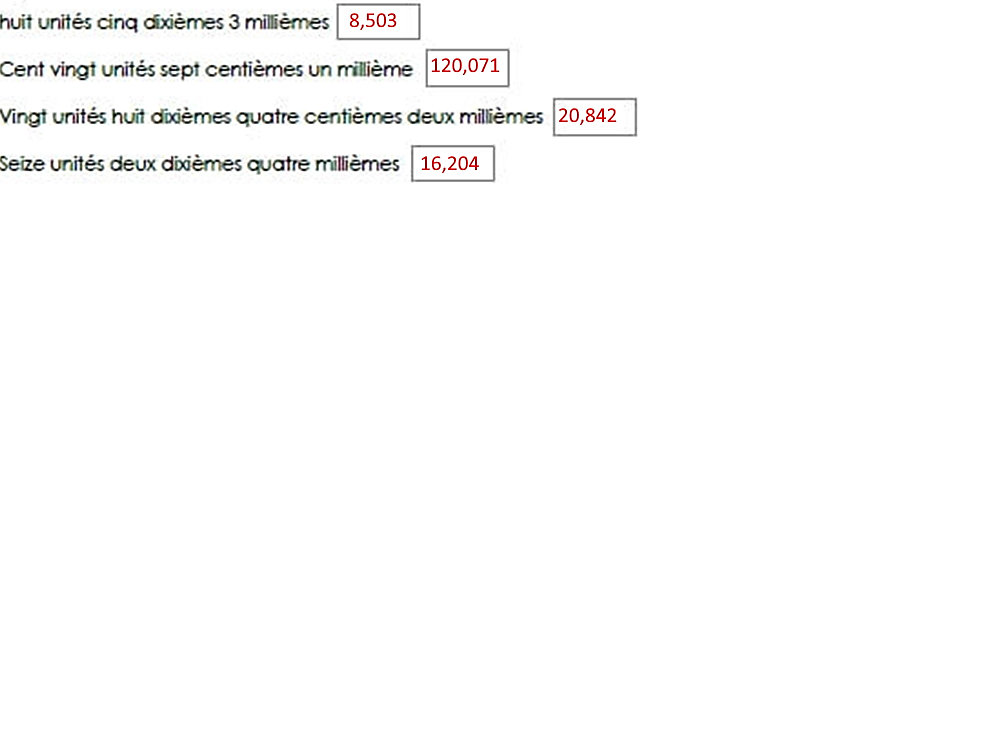 huit unités cinq dixièmes 3 millièmes 8,503
Cent vingt unités sept centièmes un millième 120,071
Vingt unités huit dixièmes quatre centièmes deux millièmes 20,842
Seize unités deux dixièmes quatre millièmes 16,204